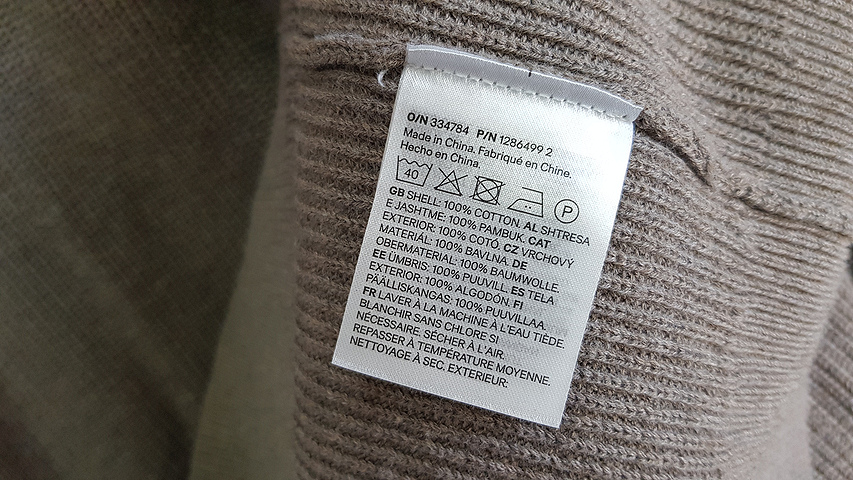 O/N 334784 P/N 1286499 2
Made in China. Fabriqué en Chine.
Hecho en China.
40 P
GB SHELL: 100% COTTON. AL SHTRESA
E JASHTME: 100% PAMBUK. CAT
EXTERIOR: 100% COTÓ. CZ VRCHOVÝ
MATERIÁL: 100% BAVLNA. DE
OBERMATERIAL: 100% BAUMWOLLE.
EE ÜMBRIS: 100% PUUVILL. ES TELA
EXTERIOR: 100% ALGODÓN. FI
PÄÄLLISKANGAS: 100% PUUVILLAA.
FR LAVER À LA MACHINE À L'EAU TIÈDE.
BLANCHIR SANS CHLORE SI
NÉCESSAIRE. SÉCHER À L'AIR.
REPASSER À TEMPÉRATURE MOYENNE.
NETTOYAGE À SEC. EXTERIEUR: